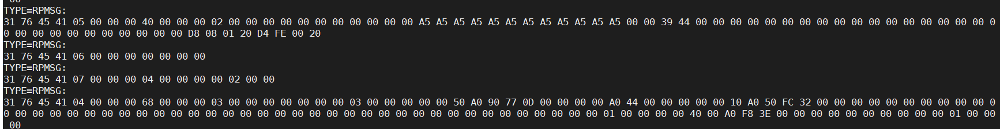 00
TYPE=RPMSG:
31 76 45 41 05 00 00 00 40 00 00 00 02 00 00 00 00 00 00 00 00 00 00 00 A5 A5 A5 A5 A5 A5 A5 A5 A5 A5 A5 A5 00 00 39 44 00 00 00 00 00 00 00 00 00 00 00 00 00 00 00 00 00 0
0 00 00 00 00 00 00 00 00 00 00 D8 08 01 20 D4 FE 00 20
TYPE=RPMSG:
31 76 45 41 06 00 00 00 00 00 00 00
TYPE=RPMSG:
31 76 45 41 07 00 00 00 04 00 00 00 00 02 00 00
TYPE=RPMSG:
31 76 45 41 04 00 00 00 68 00 00 00 03 00 00 00 00 00 00 00 03 00 00 00 00 00 50 A0 90 77 0D 00 00 00 00 A0 44 00 00 00 00 00 10 A0 50 FC 32 00 00 00 00 00 00 00 00 00 00 0
0 00 00 00 00 00 00 00 00 00 00 00 00 00 00 00 00 00 00 00 00 00 00 00 00 00 00 00 00 00 00 00 00 00 00 01 00 00 00 00 40 00 A0 F8 3E 00 00 00 00 00 00 00 00 00 00 01 00 00
00